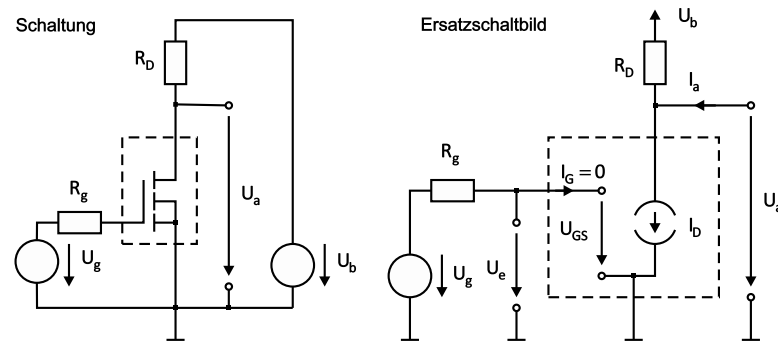 Schaltung
R_D
R_g
U_g
U_a
U_b
Ersatzschaltbild
U_b
R_D
I_a
R_g
I_G = 0
U_g
U_e
U_GS
I_D
U_a